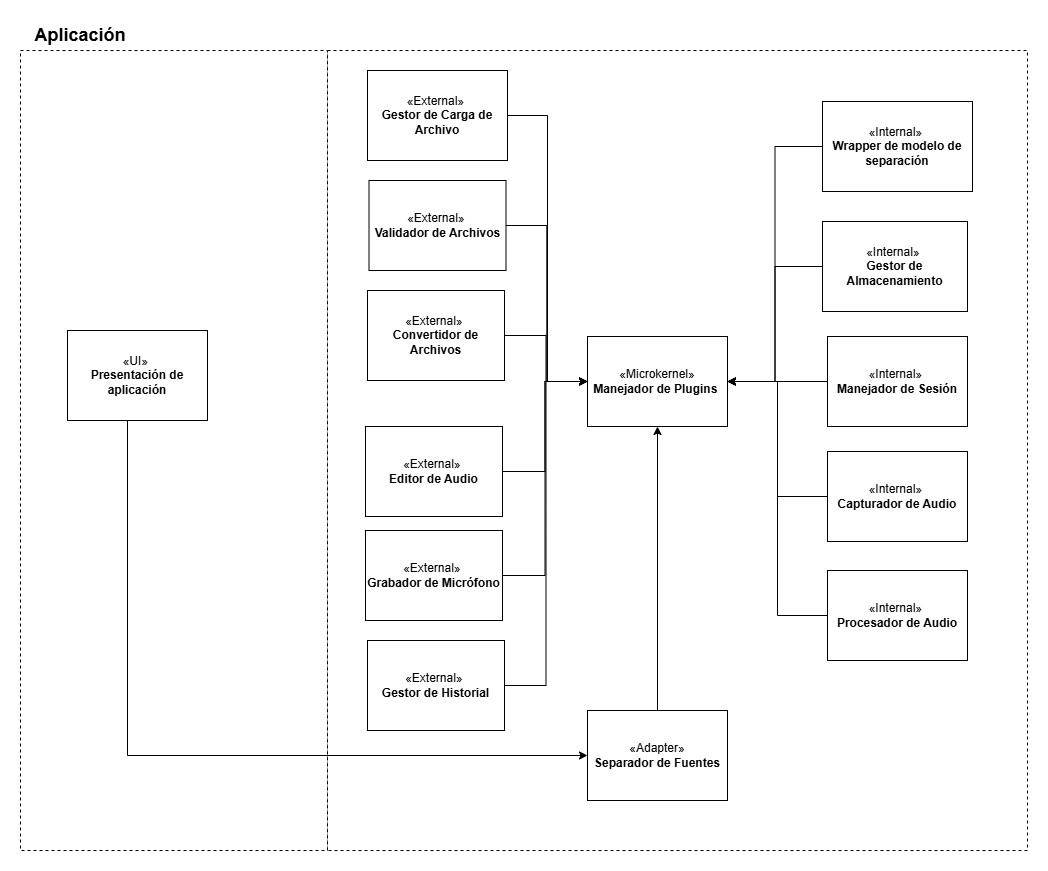 Aplicación
«UI»
Presentación de
aplicación
«External»
Gestor de Carga de
Archivo
«External»
Validador de Archivos
«External»
Convertidor de
Archivos
«External»
Editor de Audio
«External»
Grabador de Micrófono
«External»
Gestor de Historial
«Microkernel»
Manejador de Plugins
«Adapter»
Separador de Fuentes
«Internal»
Wrapper de modelo de
separación
«Internal»
Gestor de
Almacenamiento
«Internal»
Manejador de Sesión
«Internal»
Capturador de Audio
«Internal»
Procesador de Audio